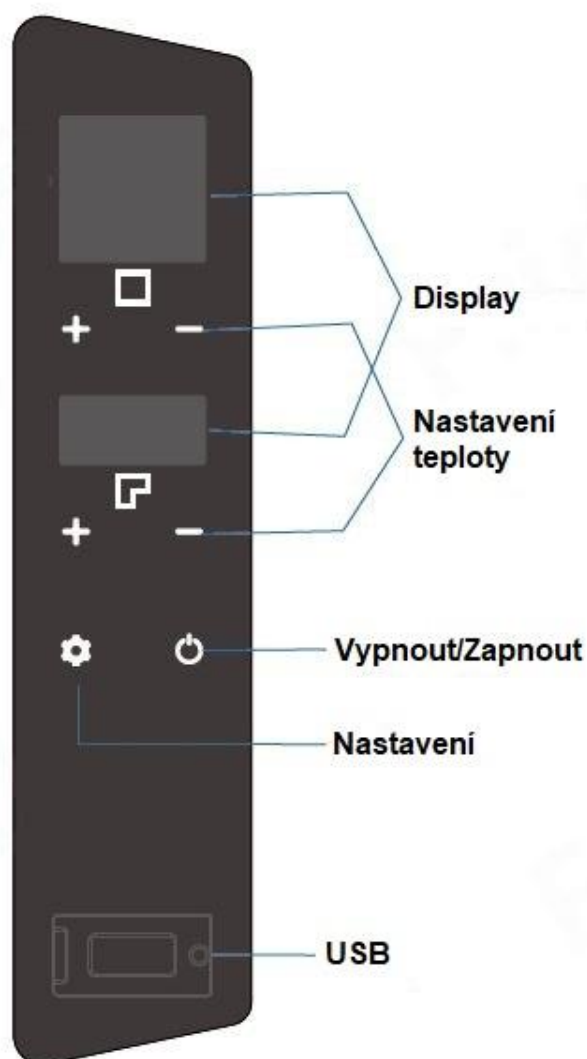 Display
Nastavení
teploty
Vypnout/Zapnout
Nastavení
USB